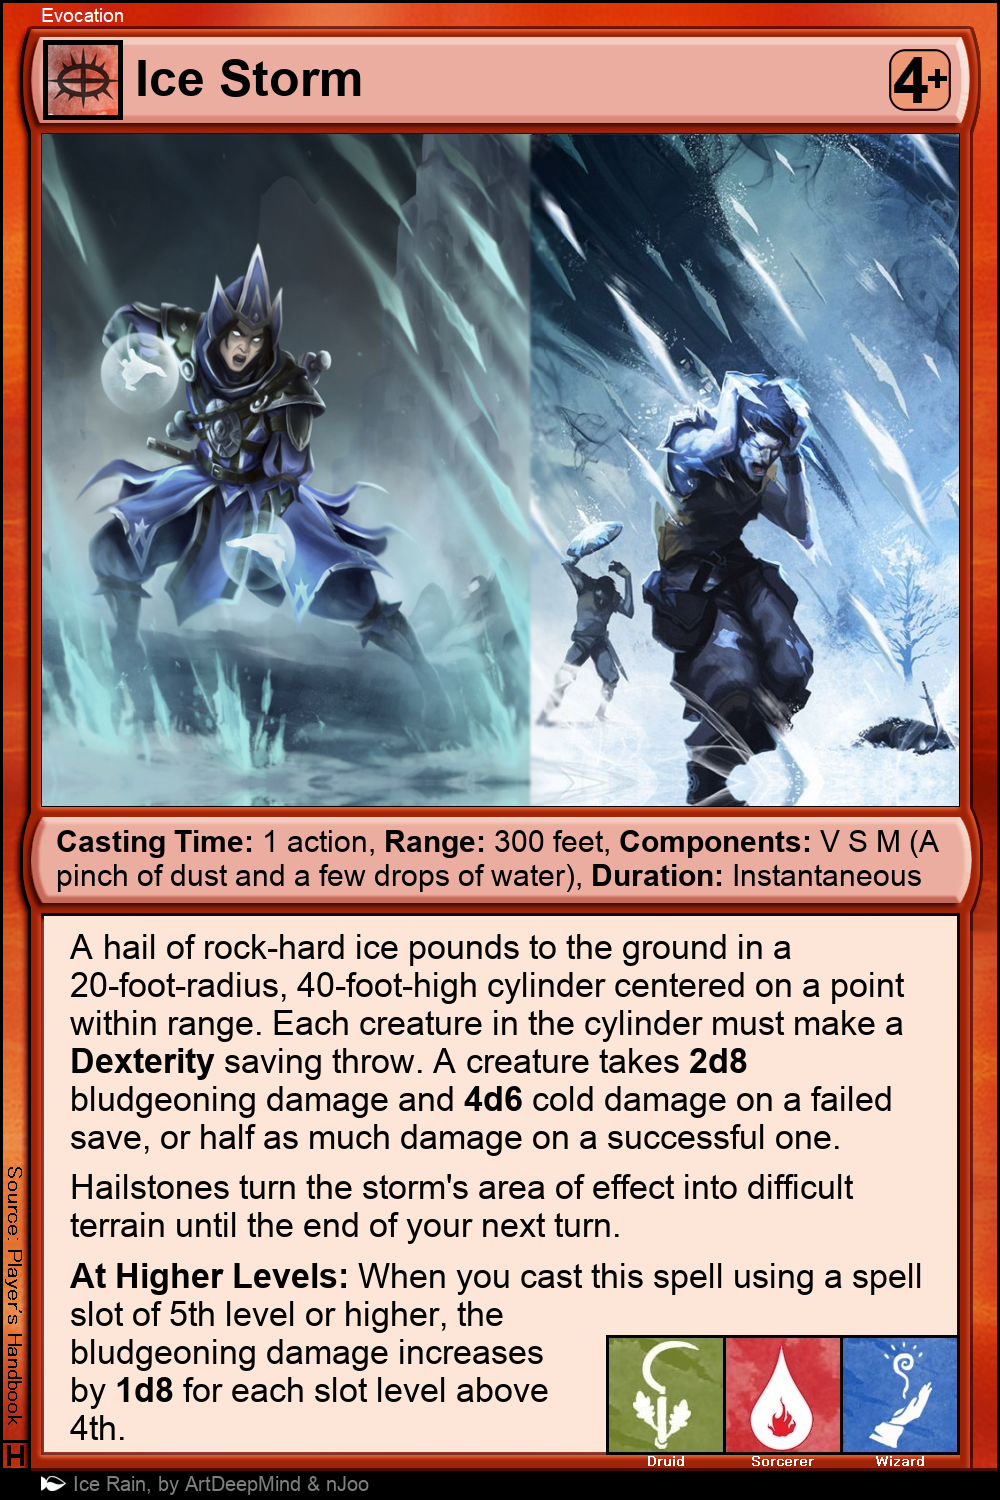 Evocation
Ice Storm
4+
Casting Time: 1 action, Range: 300 feet, Components: V S M (A
pinch of dust and a few drops of water), Duration: Instantaneous
A hail of rock-hard ice pounds to the ground in a
20-foot-radius, 40-foot-high cylinder centered on a point
within range. Each creature in the cylinder must make a
Dexterity saving throw. A creature takes 2d8
bludgeoning damage and 4d6 cold damage on a failed
save, or half as much damage on a successful one.
Hailstones turn the storm's area of effect into difficult
terrain until the end of your next turn.
At Higher Levels: When you cast this spell using a spell
slot of 5th level or higher, the
bludgeoning damage increases
by 1d8 for each slot level above
4th.
Druid
Sorcerer
Wizard
Source: Player's Handbook
H
Ice Rain, by ArtDeepMind & nJoo